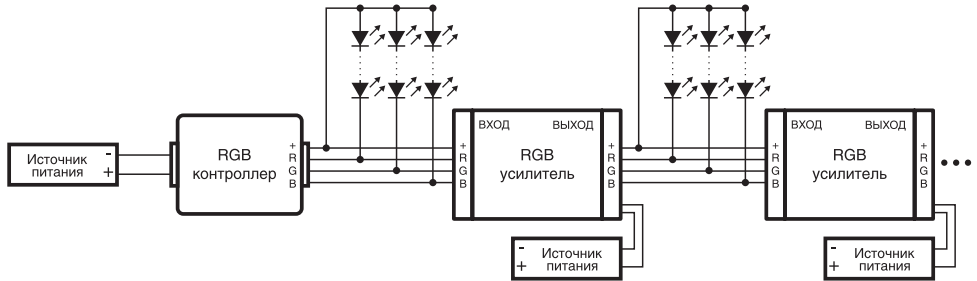 Источник
питания
-
+
RGB
контроллер
+
R
G
B
ВХОД
ВЫХОД
RGB
усилитель
+
R
G
B
+
R
G
B
-
+
Источник
питания
ВХОД
ВЫХОД
RGB
усилитель
+
R
G
B
+
R
G
B
-
+
Источник
питания